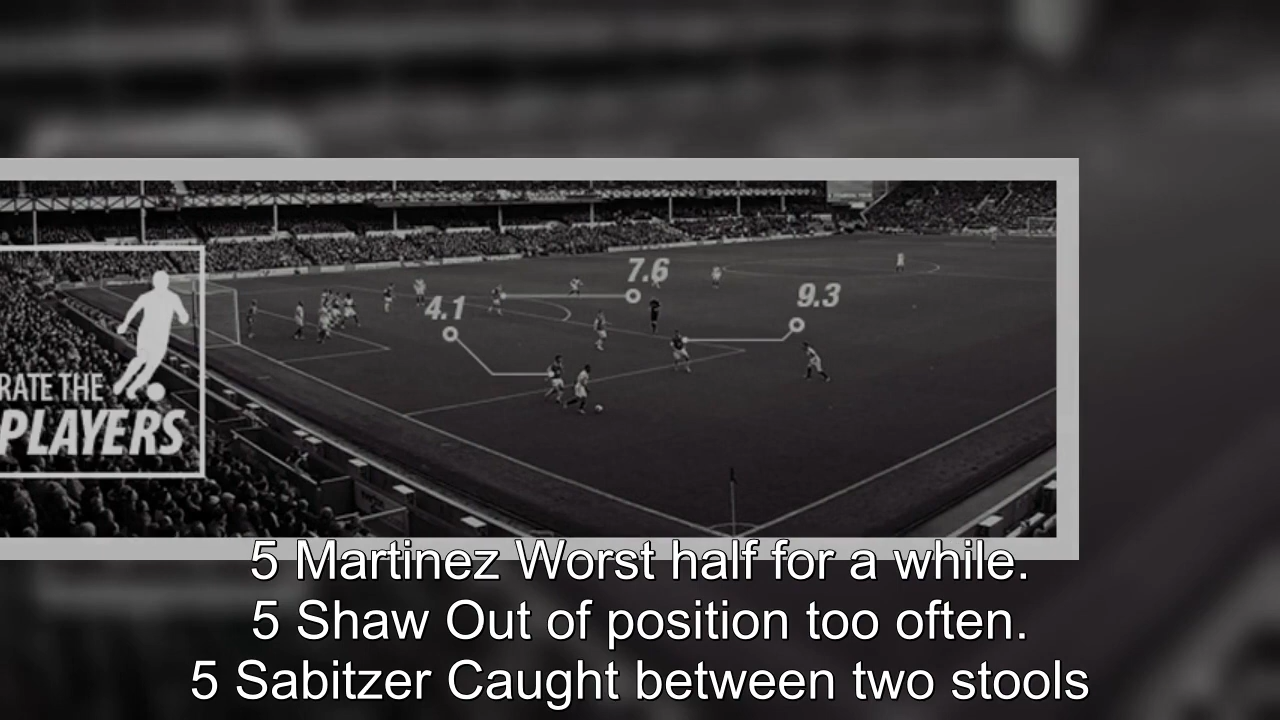 7.6
9.3
4.1
RATE THE
PLAYERS
5 Martinez Worst half for a while.
5 Shaw Out of position too often.
5 Sabitzer Caught between two stools